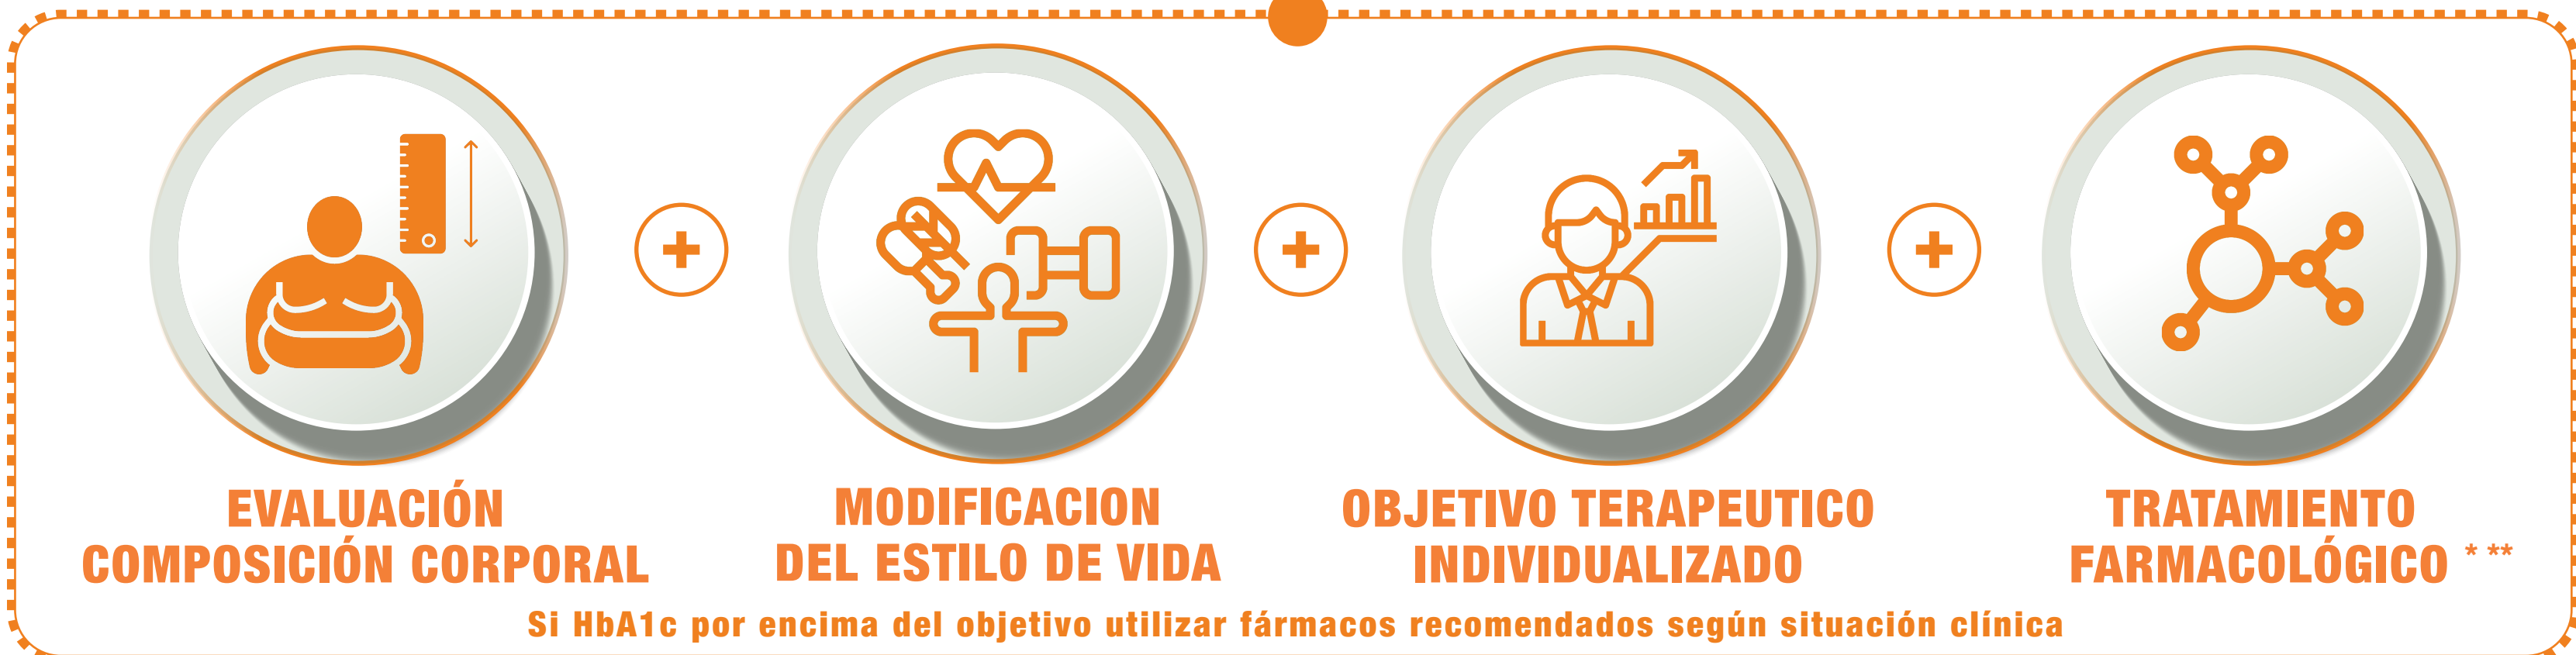 EVALUACIÓN
COMPOSICIÓN CORPORAL
MODIFICACION
DEL ESTILO DE VIDA
OBJETIVO TERAPEUTICO
INDIVIDUALIZADO
TRATAMIENTO
FARMACOLÓGICO * **
Si HbA1c por encima del objetivo utilizar fármacos recomendados según situación clínica